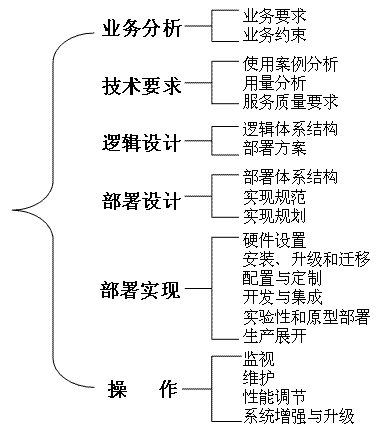 业务分析
业务要求
业务约束
技术要求
使用案例分析
用量分析
服务质量要求
逻辑设计
逻辑体系结构
部署方案
部署设计
部署体系结构
实现规范
实现规划
部署实现
硬件设置
安装、升级和迁移
配置与定制
开发与集成
实验性和原型部署
生产展开
操 作
监视
维护
性能调节
系统增强与升级